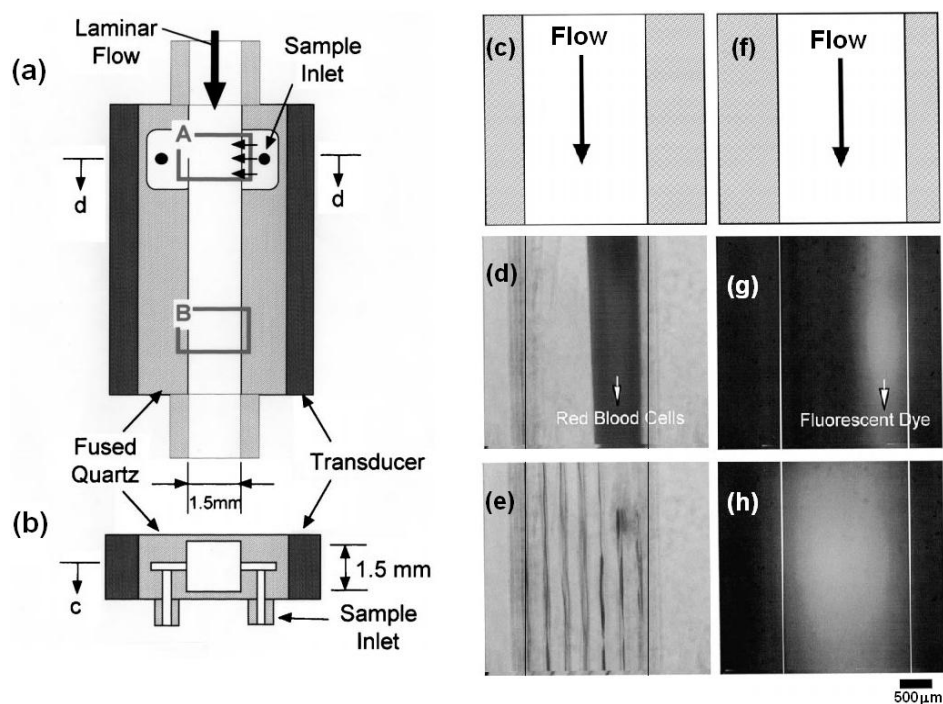 (a)
Laminar
Flow
Sample
Inlet
A
d
d
B
Fused
Quartz
Transducer
1.5mm
(b)
1.5 mm
c
Sample
Inlet
(c)
Flow
(f)
Flow
(d)
Red Blood Cells
(g)
Fluorescent Dye
(e)
(h)
500μm